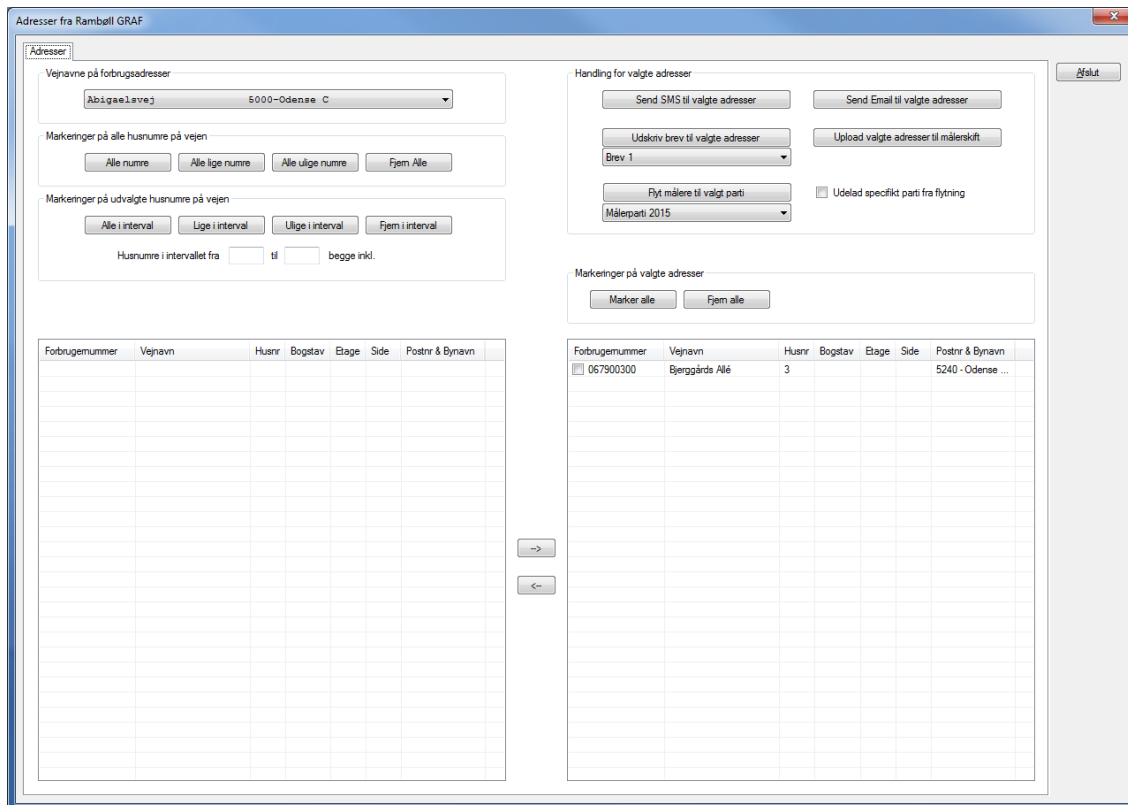 Adresser fra Rambøll GRAF
Adresser
Afslut
Vejnavne på forbrugsadresser
Abigaelsvej 5000-Odense C
Markeringer på alle husnumre på vejen
Alle numre Alle lige numre Alle ulige numre Fjern Alle
Markeringer på udvalgte husnumre på vejen
Alle i interval Lige i interval Ulige i interval Fjern i interval
Husnumre i intervallet fra til begge inkl.
Handling for valgte adresser
Send SMS til valgte adresser Send Email til valgte adresser
Udskriv brev til valgte adresser Upload valgte adresser til målerskift
Brev 1
Flyt målere til valgt parti Udelad specifikt parti fra flytning
Målerparti 2015
Markeringer på valgte adresser
Marker alle Fjern alle
Forbrugernummer Vejnavn Husnr Bogstav Etage Side Postnr & Bynavn
-->
<--
Forbrugernummer Vejnavn Husnr Bogstav Etage Side Postnr & Bynavn
067900300 Bjerggårds Allé 3 5240 - Odense ...